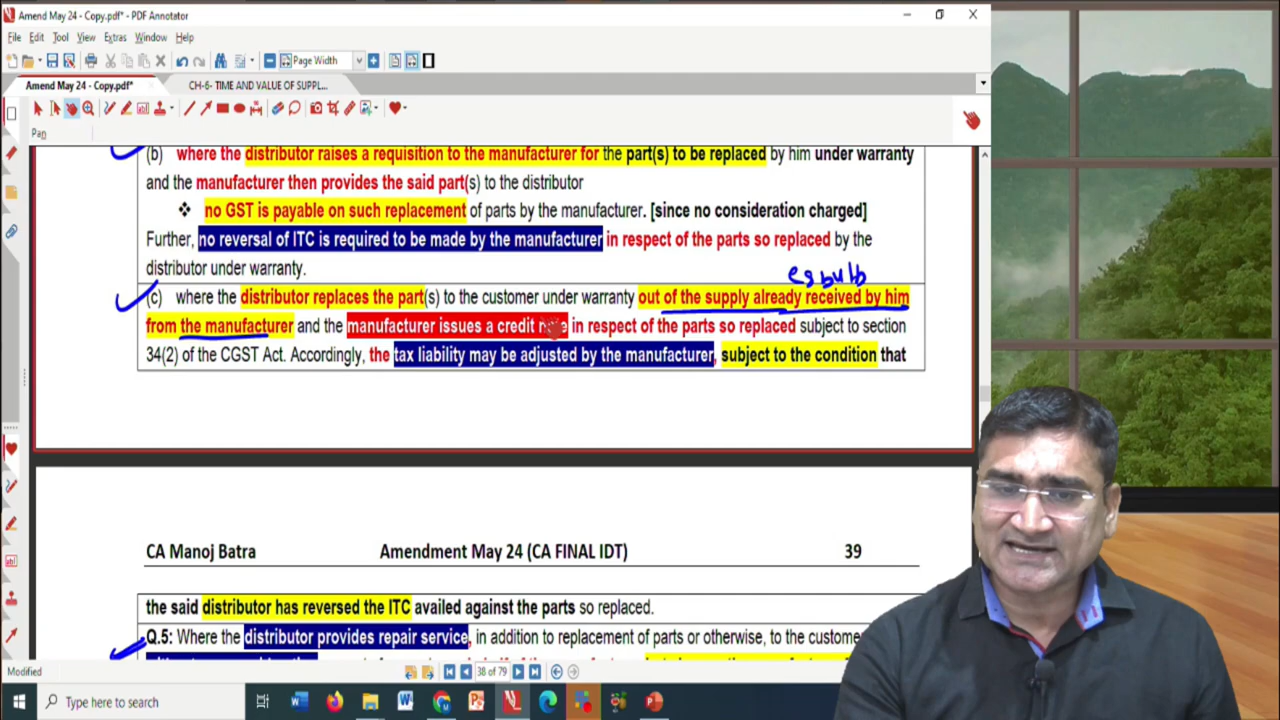 Amend May 24 - Copy.pdf* - PDF Annotator
File Edit Tool View Extras Window Help
Page Width
Amend May 24 - Copy.pdf*
CH-6- TIME AND VALUE OF SUPPL...
Pan
(b) where the distributor raises a requisition to the manufacturer for the part(s) to be replaced by him under warranty
and the manufacturer then provides the said part(s) to the distributor
❖ no GST is payable on such replacement of parts by the manufacturer. [since no consideration charged]
Further, no reversal of ITC is required to be made by the manufacturer in respect of the parts so replaced by the
distributor under warranty.
(c) where the distributor replaces the part(s) to the customer under warranty out of the supply already received by him
from the manufacturer and the manufacturer issues a credit note in respect of the parts so replaced subject to section
34(2) of the CGST Act. Accordingly, the tax liability may be adjusted by the manufacturer, subject to the condition that
CA Manoj Batra Amendment May 24 (CA FINAL IDT) 39
the said distributor has reversed the ITC availed against the parts so replaced.
Q.5: Where the distributor provides repair service, in addition to replacement of parts or otherwise, to the custome
Modified
38 of 79
Type here to search